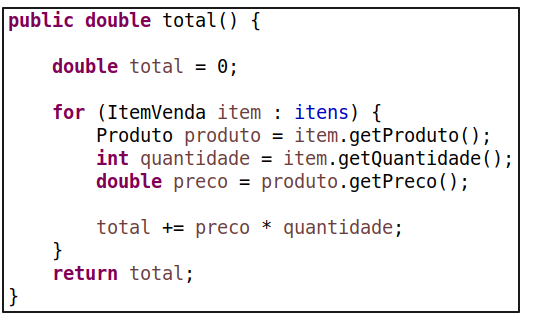 public double total() {
double total = 0;
for (ItemVenda item : itens) {
Produto produto = item.getProduto();
int quantidade = item.getQuantidade();
double preco = produto.getPreco();
total += preco * quantidade;
}
return total;
}